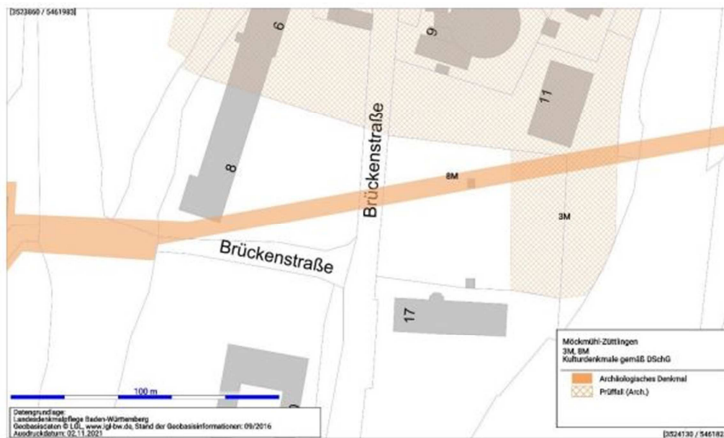 [3523860 / 5461983]
6
9
11
Brückenstraße
8
8M
3M
Brückenstraße
17
100 m
Möckmühl-Züttlingen
3M, 8M
Kulturdenkmale gemäß DSchG
Archäologisches Denkmal
Prüffall (Arch.)
Datengrundlage:
Landesdenkmalpflege Baden-Württemberg
Geobasisdaten © LGL, www.lgl-bw.de, Stand der Geobasisinformationen: 09/2016
Ausdruckdatum: 02.11.2021